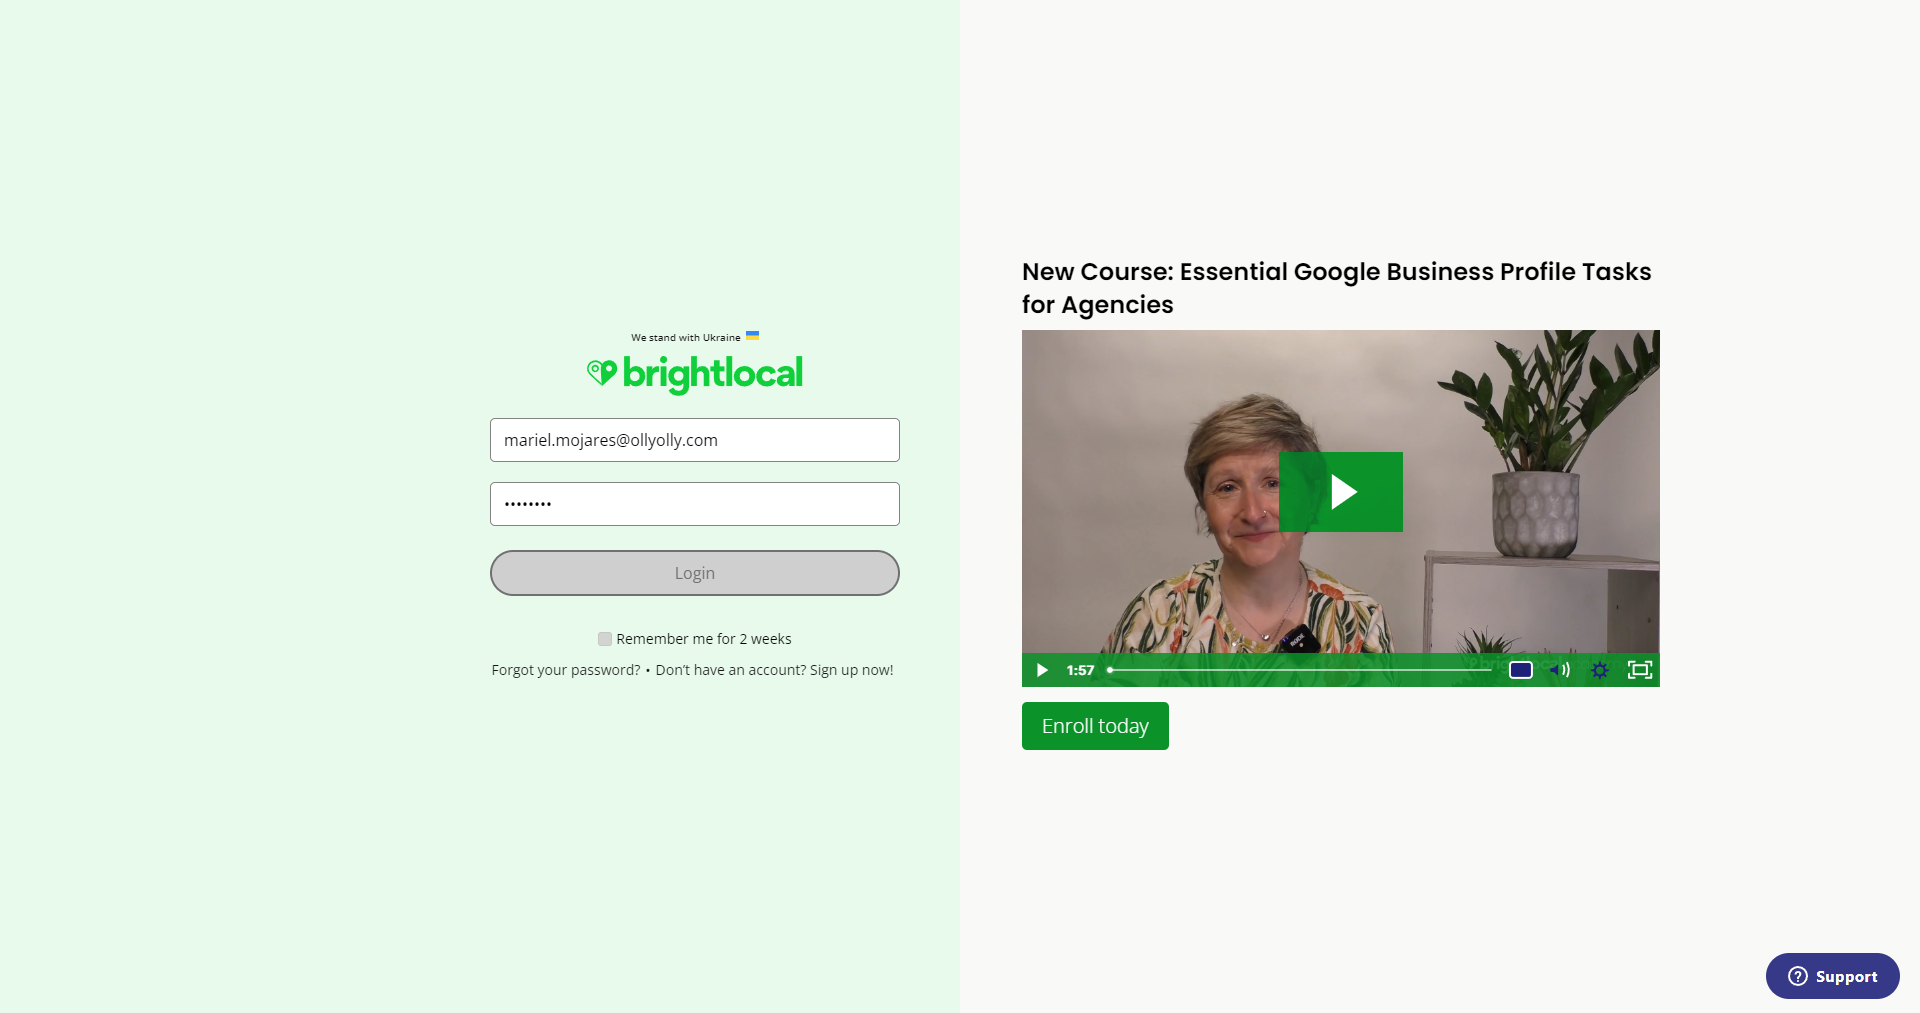 We stand with Ukraine
brightlocal
mariel.mojares@ollyolly.com
••••••••
Login
Remember me for 2 weeks
Forgot your password? • Don't have an account? Sign up now!
New Course: Essential Google Business Profile Tasks
for Agencies
RODE
1:57
Enroll today
Support